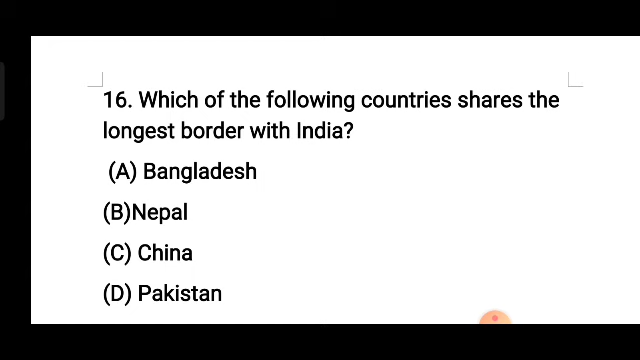 16. Which of the following countries shares the
longest border with India?
(A) Bangladesh
(B)Nepal
(C) China
(D) Pakistan